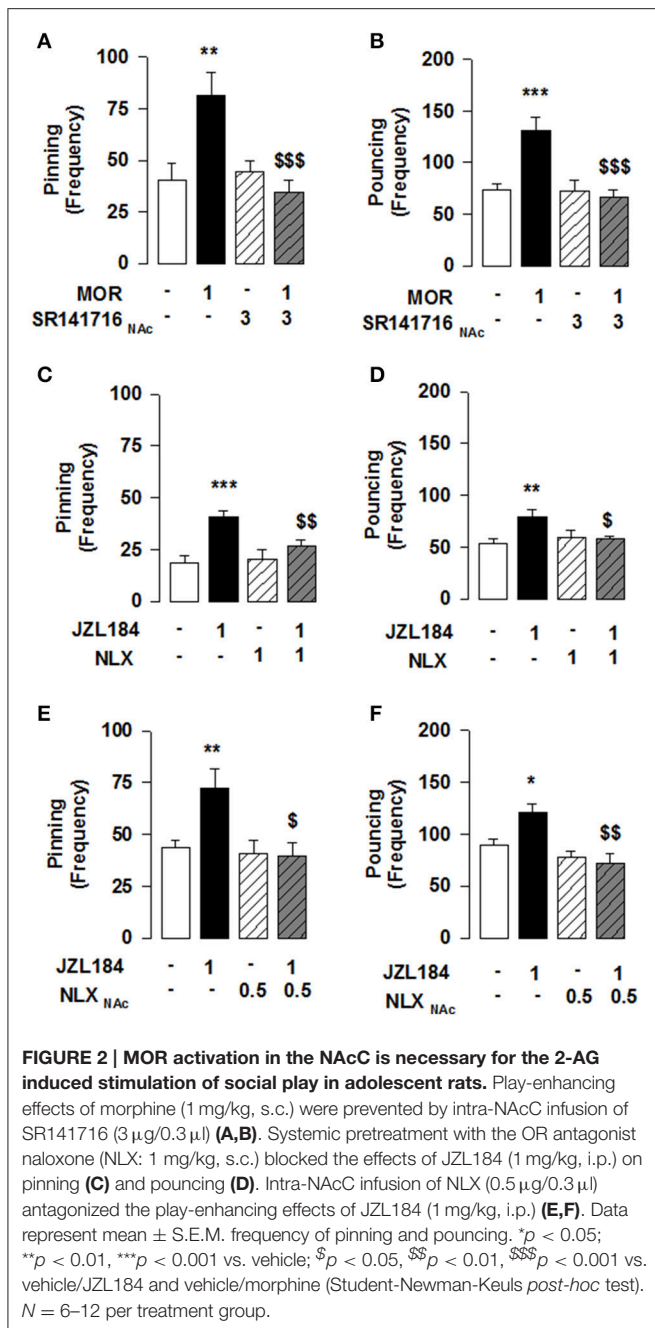 A
B
100
75
50
25
0
Pinning
(Frequency)
**
$$$
MOR - 1 - 1
SR141716 NAc - - 3 3
200
150
100
50
0
Pouncing
(Frequency)
***
$$$
MOR - 1 - 1
SR141716 NAc - - 3 3
C
D
100
75
50
25
0
Pinning
(Frequency)
***
$$
JZL184 - 1 - 1
NLX - - 1 1
200
150
100
50
0
Pouncing
(Frequency)
**
$
JZL184 - 1 - 1
NLX - - 1 1
E
F
100
75
50
25
0
Pinning
(Frequency)
**
$
JZL184 - 1 - 1
NLX NAc - - 0.5 0.5
200
150
100
50
0
Pouncing
(Frequency)
*
$$
JZL184 - 1 - 1
NLX NAc - - 0.5 0.5
FIGURE 2 | MOR activation in the NAcC is necessary for the 2-AG
induced stimulation of social play in adolescent rats. Play-enhancing
effects of morphine (1 mg/kg, s.c.) were prevented by intra-NAcC infusion of
SR141716 (3 μg/0.3 μl) (A,B). Systemic pretreatment with the OR antagonist
naloxone (NLX: 1 mg/kg, s.c.) blocked the effects of JZL184 (1 mg/kg, i.p.) on
pinning (C) and pouncing (D). Intra-NAcC infusion of NLX (0.5 μg/0.3 μl)
antagonized the play-enhancing effects of JZL184 (1 mg/kg, i.p.) (E,F). Data
represent mean ± S.E.M. frequency of pinning and pouncing. *p < 0.05;
**p < 0.01, ***p < 0.001 vs. vehicle; $p < 0.05, $$p < 0.01, $$$p < 0.001 vs.
vehicle/JZL184 and vehicle/morphine (Student-Newman-Keuls post-hoc test).
N = 6–12 per treatment group.